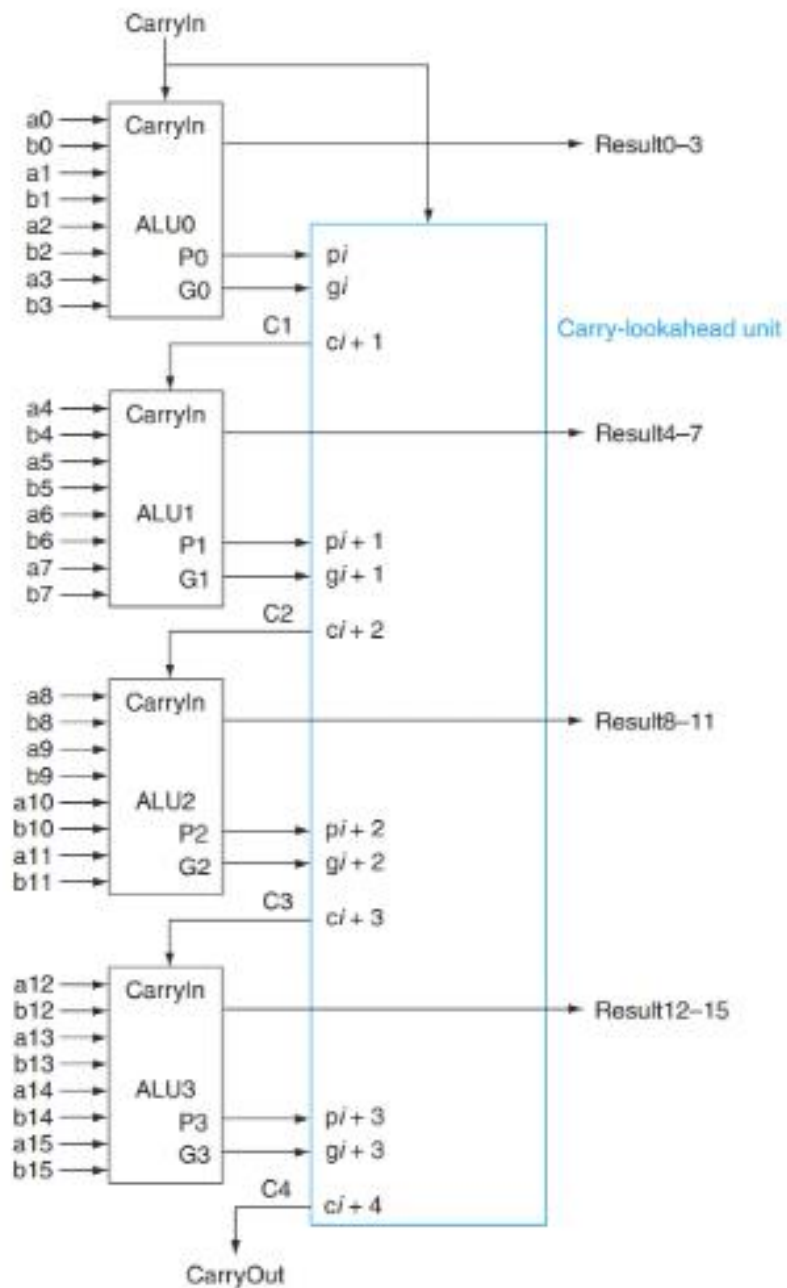 CarryIn
a0
b0
a1
b1
a2
b2
a3
b3
CarryIn
ALU0
P0
G0
Result0–3
pi
gi
C1
ci + 1
Carry-lookahead unit
a4
b4
a5
b5
a6
b6
a7
b7
CarryIn
ALU1
P1
G1
Result4–7
pi + 1
gi + 1
C2
ci + 2
a8
b8
a9
b9
a10
b10
a11
b11
CarryIn
ALU2
P2
G2
Result8–11
pi + 2
gi + 2
C3
ci + 3
a12
b12
a13
b13
a14
b14
a15
b15
CarryIn
ALU3
P3
G3
Result12–15
pi + 3
gi + 3
C4
ci + 4
CarryOut